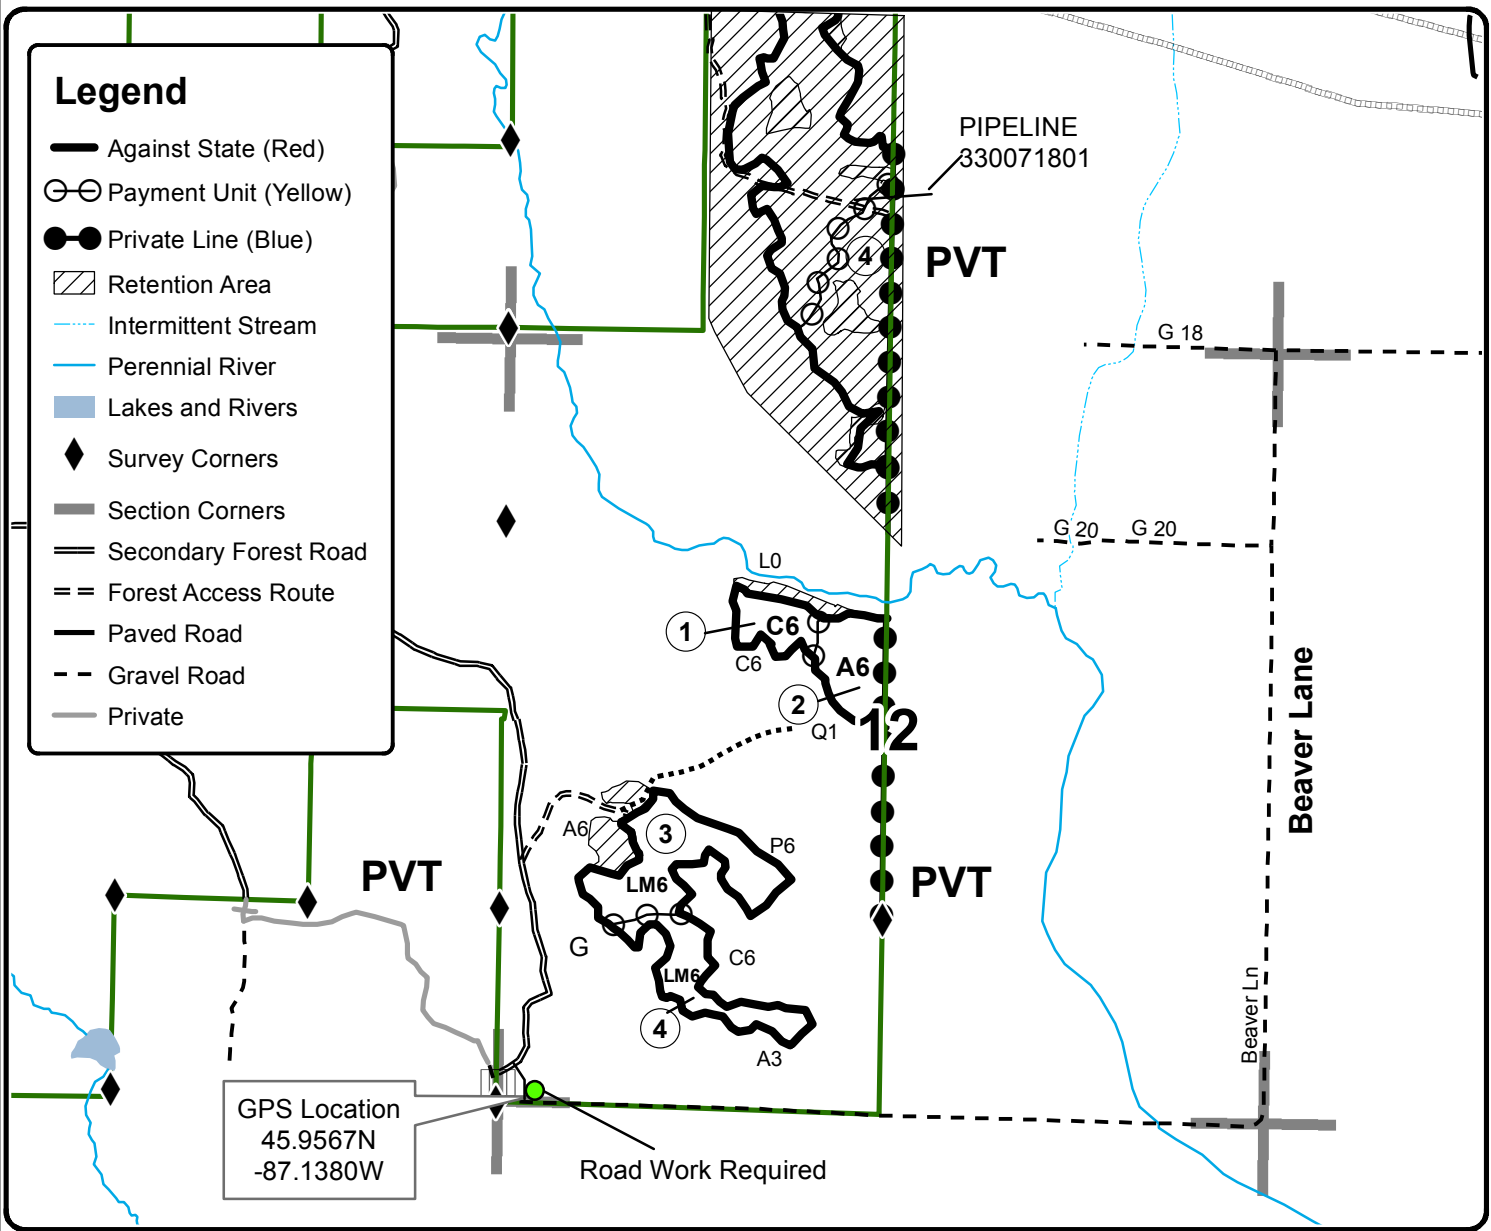 Legend
Against State (Red)
Payment Unit (Yellow)
Private Line (Blue)
Retention Area
Intermittent Stream
Perennial River
Lakes and Rivers
Survey Corners
Section Corners
Secondary Forest Road
Forest Access Route
Paved Road
Gravel Road
Private
PIPELINE
330071801
4
PVT
G 18
G 20
G 20
L0
1
C6
C6
A6
2
Q1
12
Beaver Lane
A6
3
P6
PVT
LM6
PVT
G
C6
LM6
4
A3
Beaver Ln
GPS Location
45.9567N
-87.1380W
Road Work Required